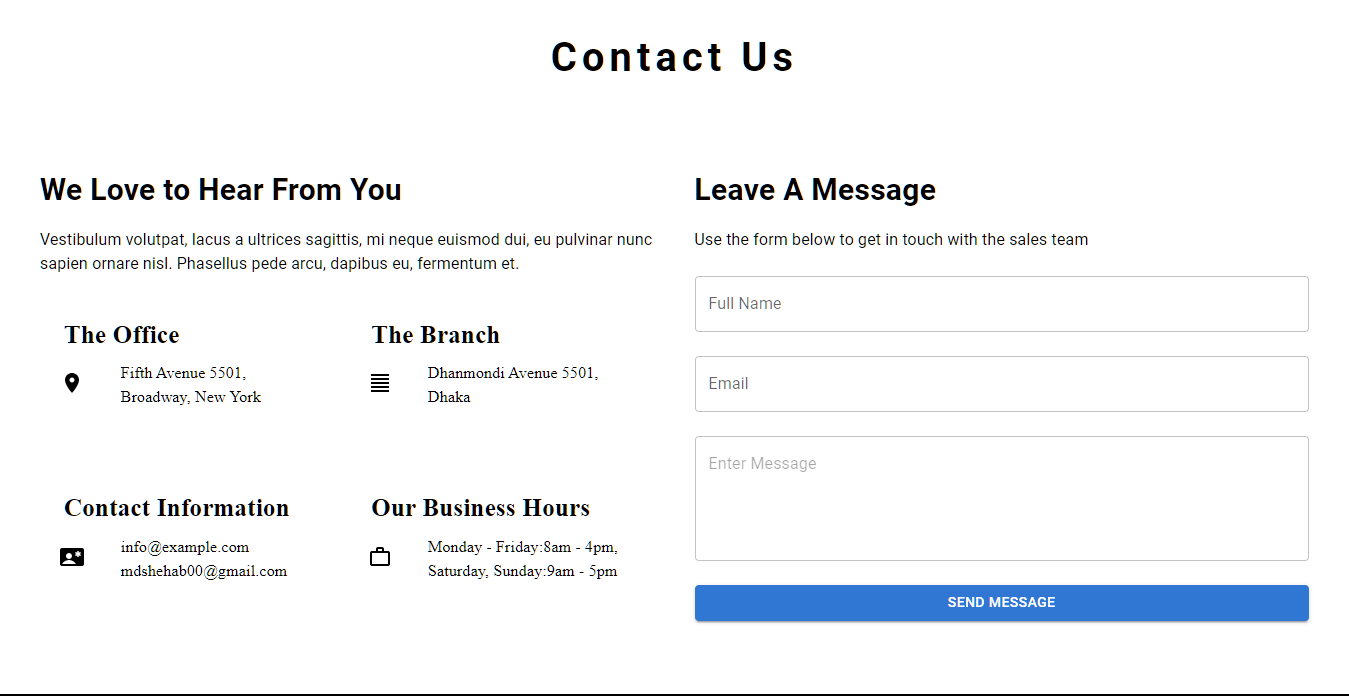 Contact Us
We Love to Hear From You
Vestibulum volutpat, lacus a ultrices sagittis, mi neque euismod dui, eu pulvinar nunc
sapien ornare nisl. Phasellus pede arcu, dapibus eu, fermentum et.
The Office
Fifth Avenue 5501,
Broadway, New York
The Branch
Dhanmondi Avenue 5501,
Dhaka
Contact Information
info@example.com
mdshehab00@gmail.com
Our Business Hours
Monday - Friday:8am - 4pm,
Saturday, Sunday:9am - 5pm
Leave A Message
Use the form below to get in touch with the sales team
Full Name
Email
Enter Message
SEND MESSAGE